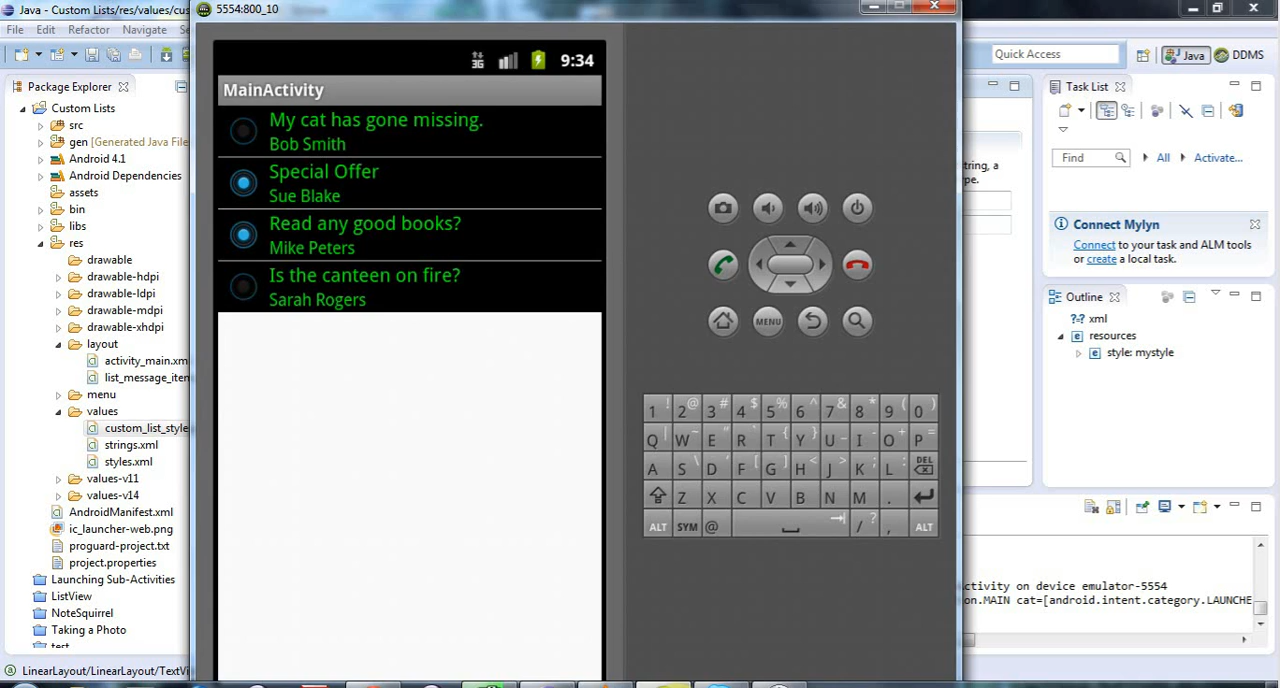 Java - Custom Lists/res/values/cus
5554:800_10
File Edit Refactor Navigate Se
Quick Access
Java
DDMS
Package Explorer
Custom Lists
src
gen [Generated Java File
Android 4.1
Android Dependencies
assets
bin
libs
res
drawable
drawable-hdpi
drawable-ldpi
drawable-mdpi
drawable-xhdpi
layout
activity_main.xm
list_message_iten
menu
values
custom_list_style
strings.xml
styles.xml
values-v11
values-v14
AndroidManifest.xml
ic_launcher-web.png
proguard-project.txt
project.properties
Launching Sub-Activities
ListView
NoteSquirrel
Taking a Photo
test
LinearLayout/LinearLayout/TextVi
3G
9:34
MainActivity
My cat has gone missing.
Bob Smith
Special Offer
Sue Blake
Read any good books?
Mike Peters
Is the canteen on fire?
Sarah Rogers
MENU
1 ! 2 @ 3 # 4 $ 5 % 6 ^ 7 & 8 * 9 ( 0 )
Q | W ~ E " R ` T { Y } U _ I - O + P =
A S \ D ' F [ G ] H < J > K ; L : DEL
Z X C V B N M .
ALT SYM @ / ? , ALT
string, a
pe.
Task List
Find
All
Activate...
Connect Mylyn
Connect to your task and ALM tools
or create a local task.
Outline
xml
resources
style: mystyle
ctivity on device emulator-5554
on.MAIN cat=[android.intent.category.LAUNCHE